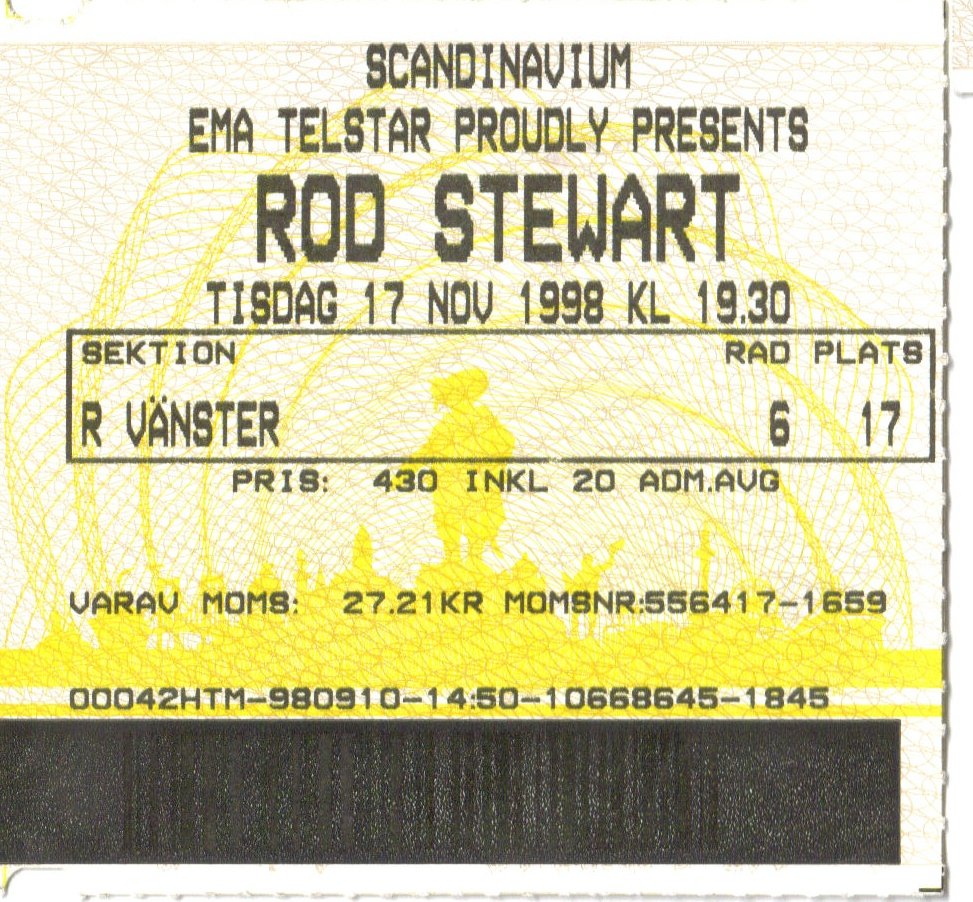 SCANDINAVIUM
EMA TELSTAR PROUDLY PRESENTS
ROD STEWART
TISDAG 17 NOV 1998 KL 19.30
SEKTION RAD PLATS
R VÄNSTER 6 17
PRIS: 430 INKL 20 ADM.AVG
VARAV MOMS: 27.21KR MOMSNR:556417-1659
00042HTM-980910-14:50-10668645-1845